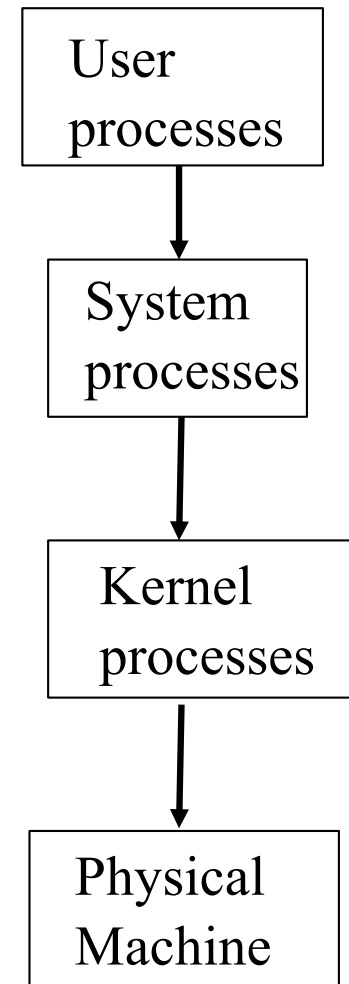 User
processes
System
processes
Kernel
processes
Physical
Machine